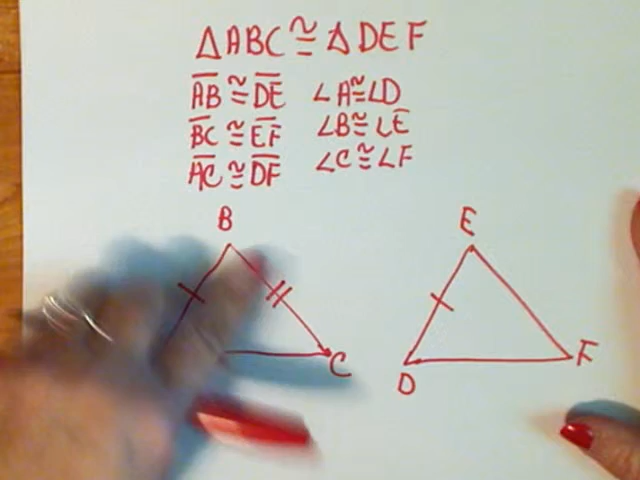 △ABC ≅ △DEF
AB ≅ DE ∠A ≅ ∠D
BC ≅ EF ∠B ≅ ∠E
AC ≅ DF ∠C ≅ ∠F
B
E
C
D
F